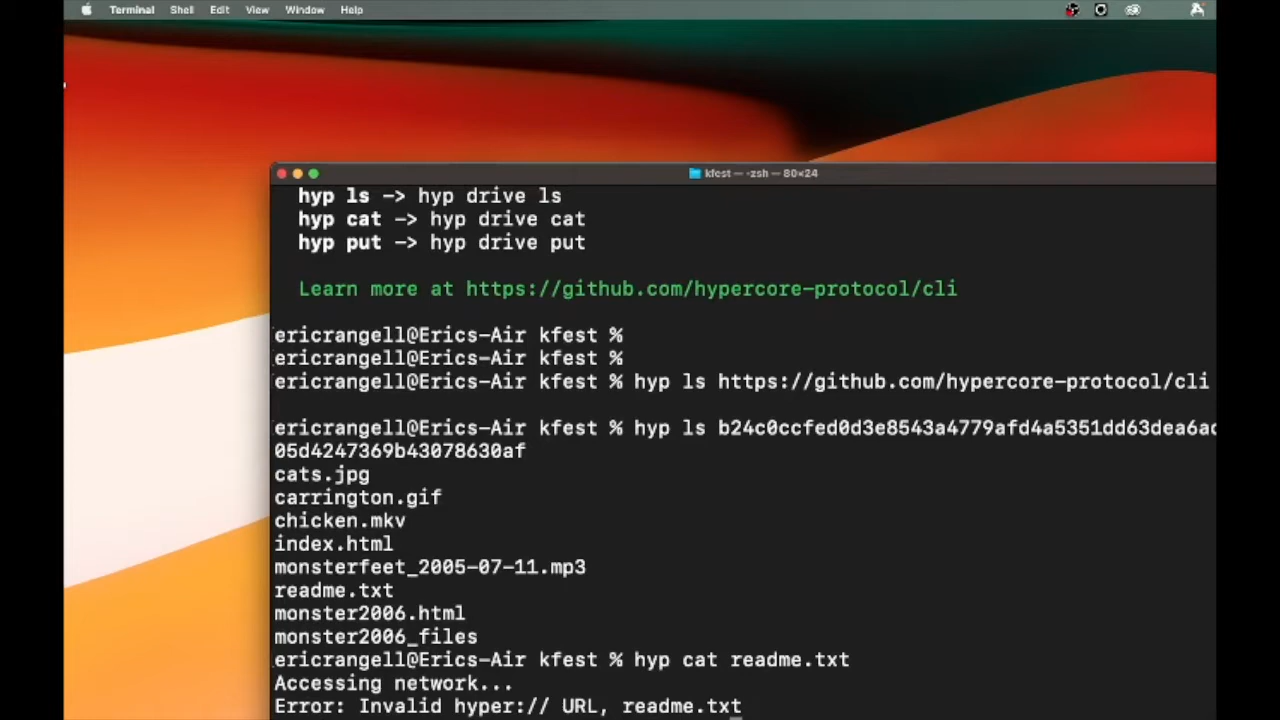 Terminal Shell Edit View Window Help
kfest — -zsh — 80×24
hyp ls -> hyp drive ls
hyp cat -> hyp drive cat
hyp put -> hyp drive put
Learn more at https://github.com/hypercore-protocol/cli
ericrangell@Erics-Air kfest %
ericrangell@Erics-Air kfest %
ericrangell@Erics-Air kfest % hyp ls https://github.com/hypercore-protocol/cli
ericrangell@Erics-Air kfest % hyp ls b24c0ccfed0d3e8543a4779afd4a5351dd63dea6ac
05d4247369b43078630af
cats.jpg
carrington.gif
chicken.mkv
index.html
monsterfeet_2005-07-11.mp3
readme.txt
monster2006.html
monster2006_files
ericrangell@Erics-Air kfest % hyp cat readme.txt
Accessing network...
Error: Invalid hyper:// URL, readme.txt